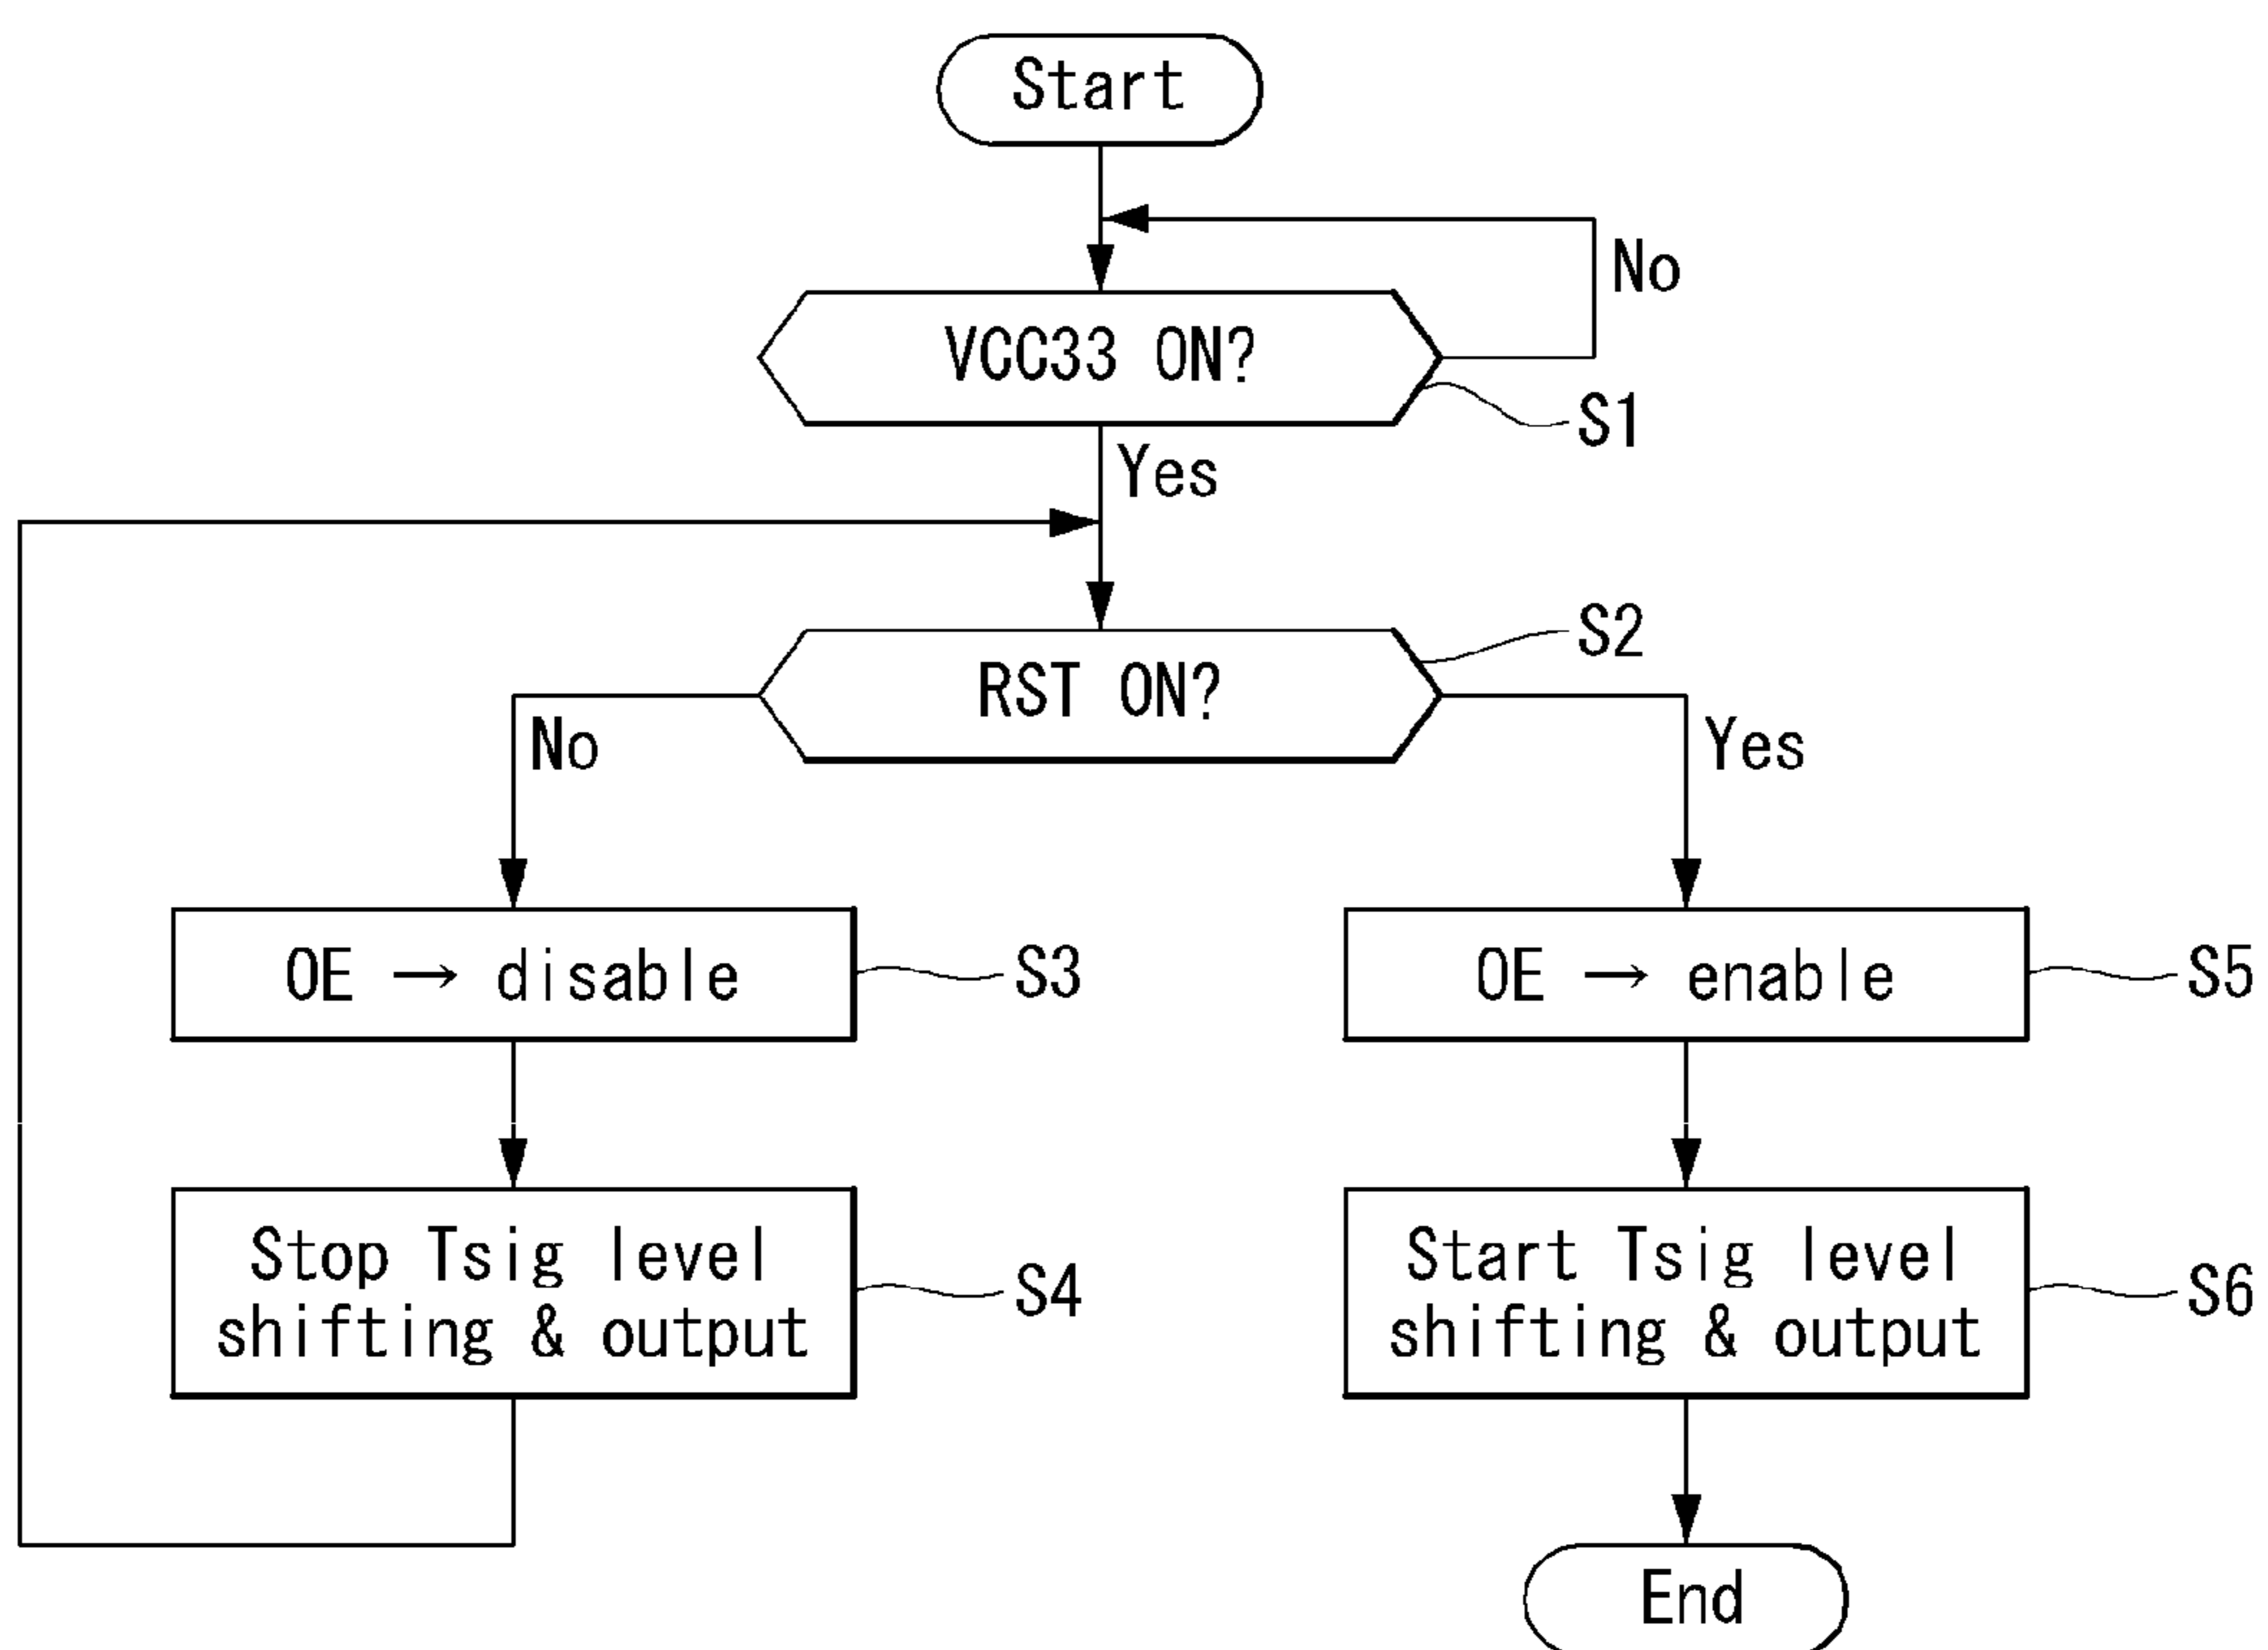 Start
No
VCC33 ON?
S1
Yes
S2
RST ON?
No
Yes
OE → disable
S3
OE → enable
S5
Stop Tsig level
shifting & output
S4
Start Tsig level
shifting & output
S6
End